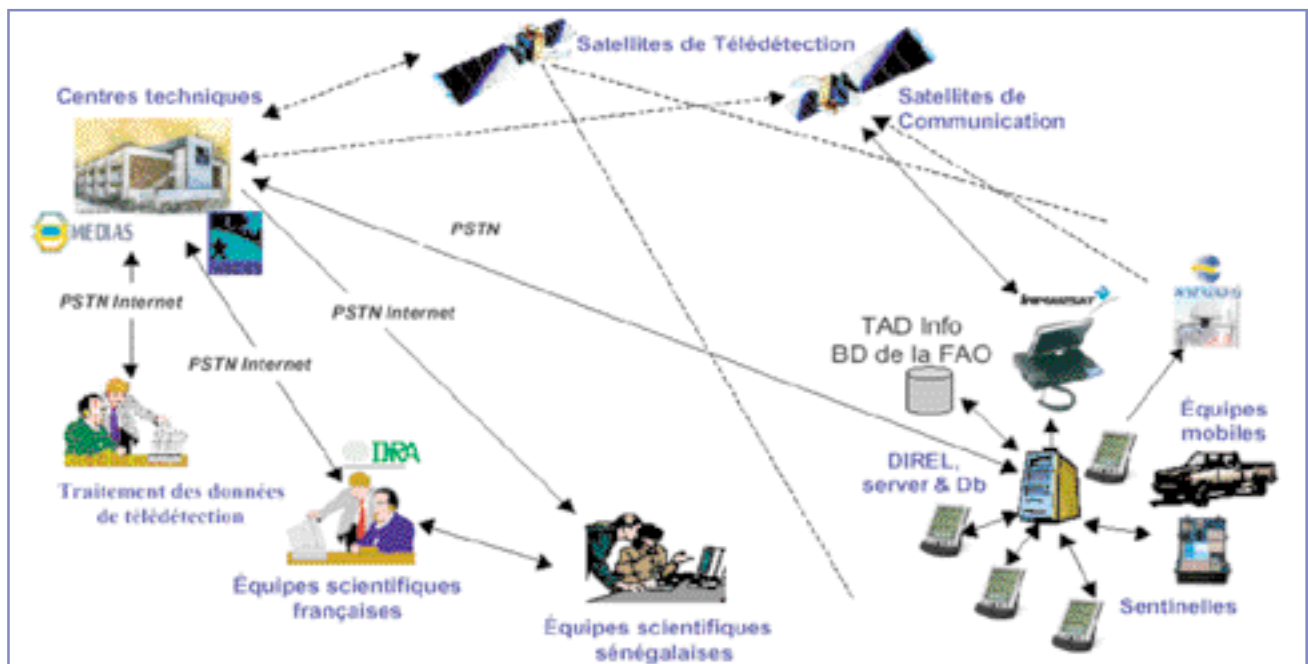 Satellites de Télédétection
Centres techniques
Satellites de
Communication
MEDIAS
PSTN
PSTN Internet
PSTN Internet
PSTN Internet
INMARSAT
TAD Info
BD de la FAO
Équipes
mobiles
DIREL,
server & Db
Traitement des données
de télédétection
Équipes scientifiques
françaises
Équipes scientifiques
sénégalaises
Sentinelles